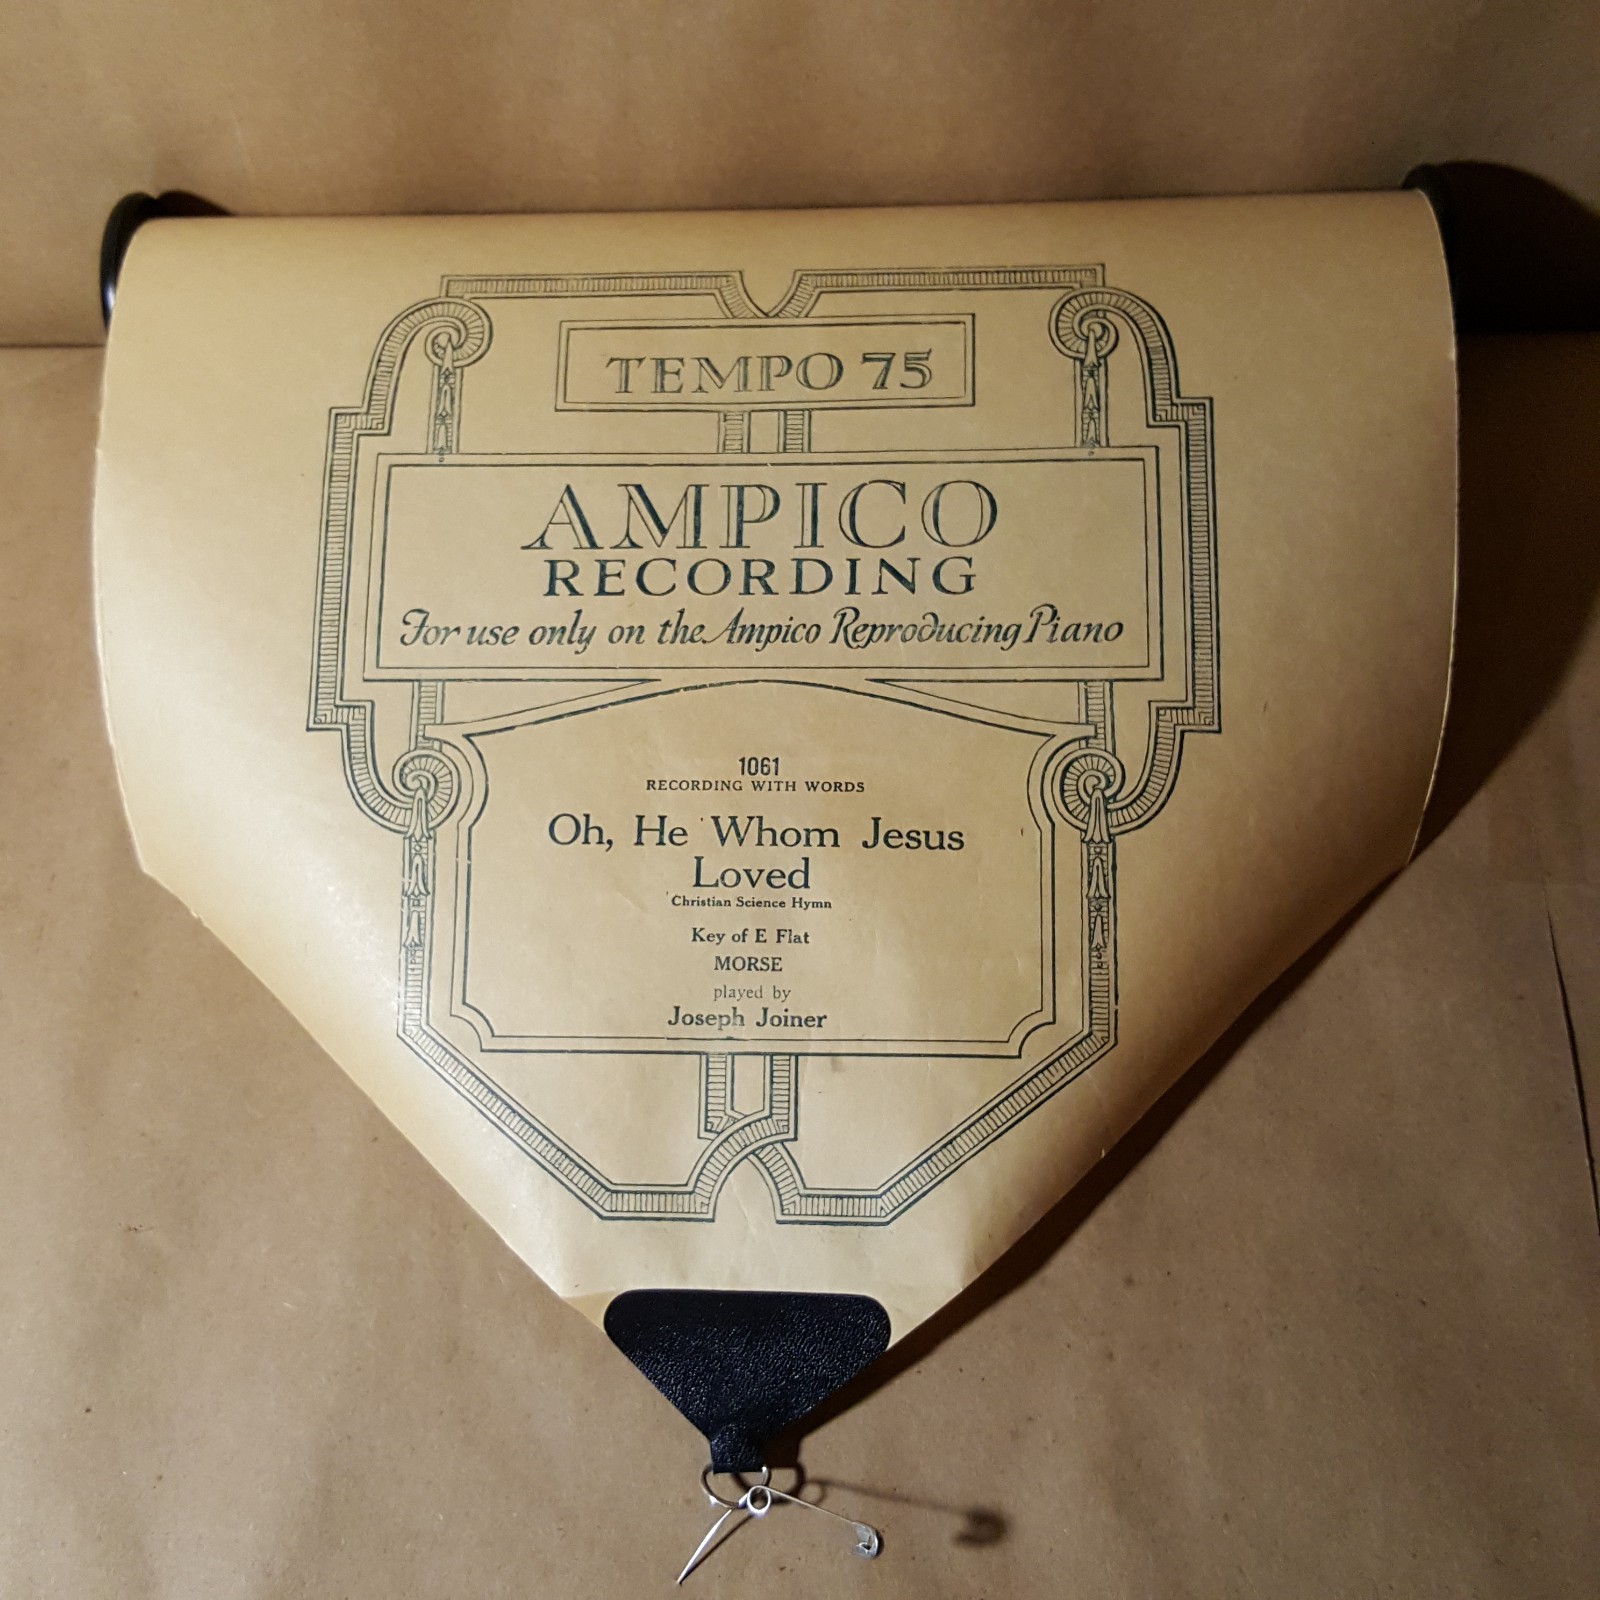 TEMPO 75
AMPICO
RECORDING
For use only on the Ampico Reproducing Piano
1061
RECORDING WITH WORDS
Oh, He Whom Jesus
Loved
Christian Science Hymn
Key of E Flat
MORSE
played by
Joseph Joiner